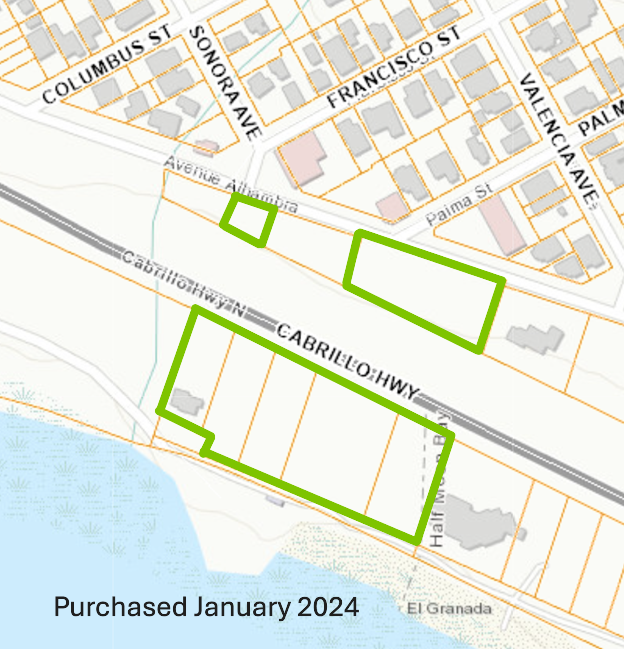 COLUMBUS ST
SONORA AVE
FRANCISCO ST
VALENCIA AVE
PALM
Avenue Alhambra
Palma St
Cabrillo Hwy N
CABRILLO HWY
Half Moon Bay
El Granada
Purchased January 2024